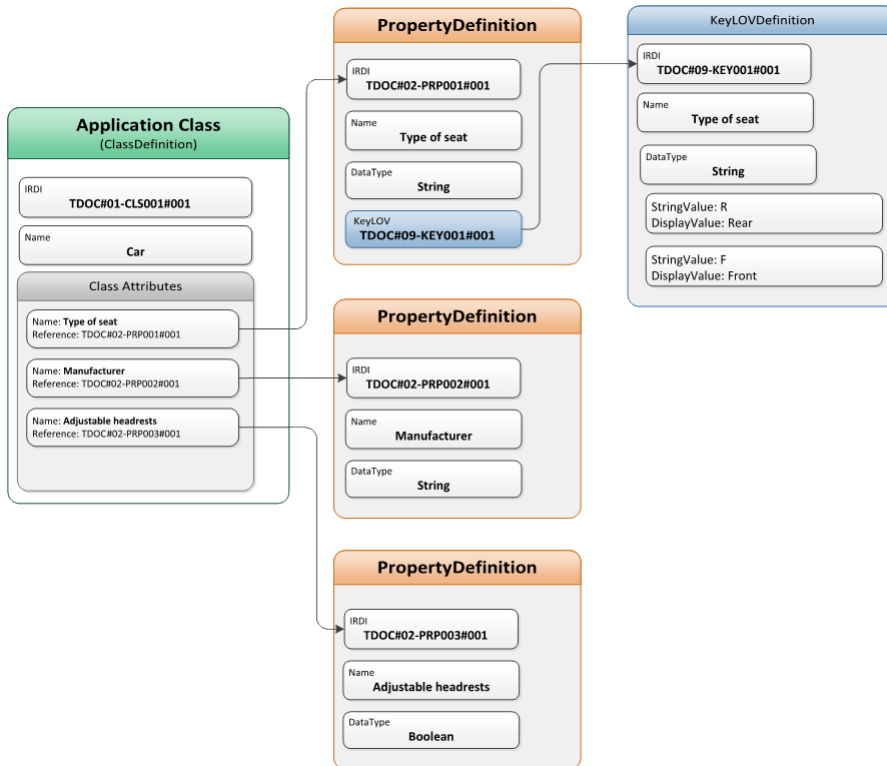 Application Class
(ClassDefinition)
IRDI
TDOC#01-CLS001#001
Name
Car
Class Attributes
Name: Type of seat
Reference: TDOC#02-PRP001#001
Name: Manufacturer
Reference: TDOC#02-PRP002#001
Name: Adjustable headrests
Reference: TDOC#02-PRP003#001
PropertyDefinition
IRDI
TDOC#02-PRP001#001
Name
Type of seat
DataType
String
KeyLOV
TDOC#09-KEY001#001
KeyLOVDefinition
IRDI
TDOC#09-KEY001#001
Name
Type of seat
DataType
String
StringValue: R
DisplayValue: Rear
StringValue: F
DisplayValue: Front
PropertyDefinition
IRDI
TDOC#02-PRP002#001
Name
Manufacturer
DataType
String
PropertyDefinition
IRDI
TDOC#02-PRP003#001
Name
Adjustable headrests
DataType
Boolean